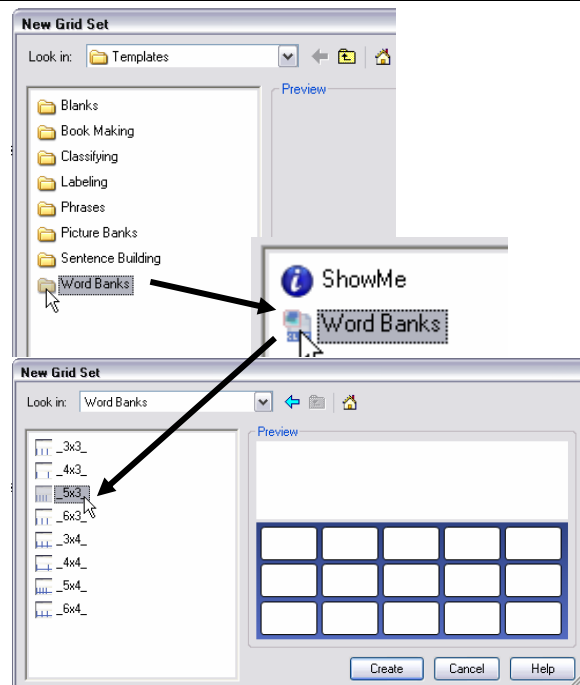 New Grid Set
Look in: Templates
Preview
Blanks
Book Making
Classifying
Labeling
Phrases
Picture Banks
Sentence Building
Word Banks
ShowMe
Word Banks
New Grid Set
Look in: Word Banks
Preview
_3x3_
_4x3_
_5x3_
_6x3_
_3x4_
_4x4_
_5x4_
_6x4_
Create Cancel Help